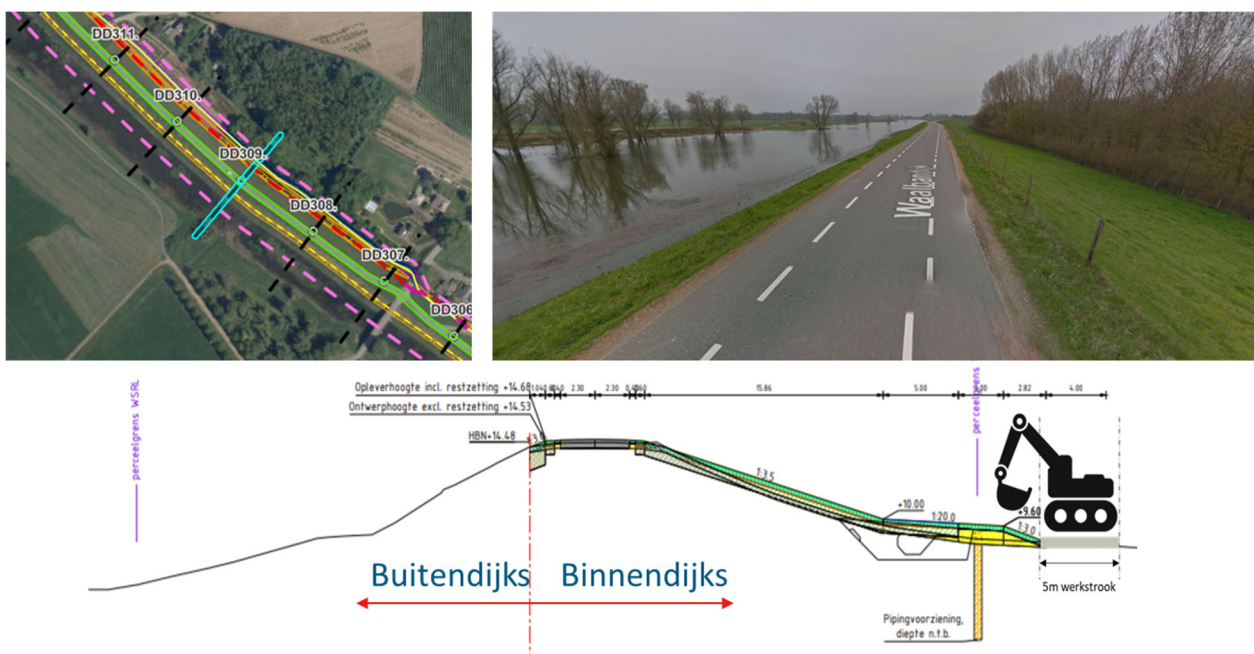 DD311.
DD310.
DD309.
DD308.
DD307.
DD306
Waalbandijk
Opleverhoogte incl. restzetting +14.68
Ontwerphoogte excl. restzetting +14.53
HBN+14.48
2.30
2.30
15.86
5.00
2.82
4.00
perceelgrens WSRL
perceelgrens
1:3.5
+10.00
1:20.0
+9.60
1:3.0
Buitendijks
Binnendijks
5m werkstrook
Pipingvoorziening,
diepte n.t.b.